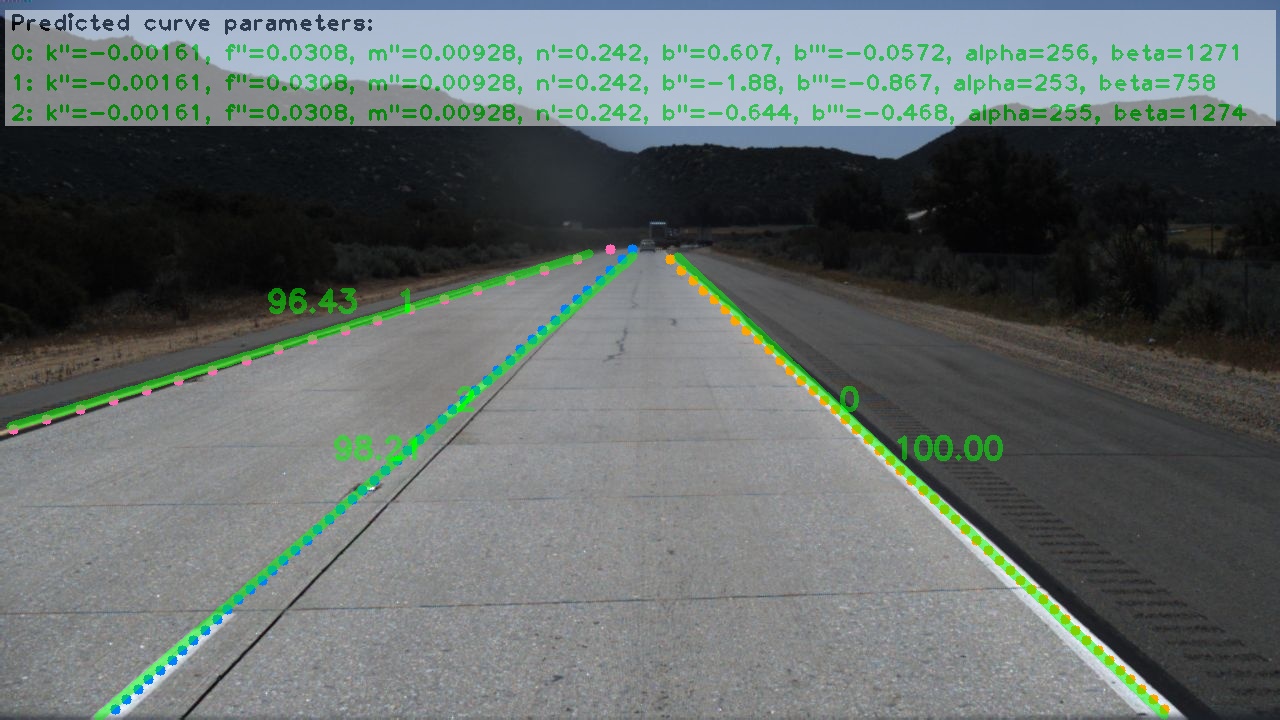 Predicted curve parameters:
0: k''=-0.00161, f''=0.0308, m''=0.00928, n'=0.242, b''=0.607, b'''=-0.0572, alpha=256, beta=1271
1: k''=-0.00161, f''=0.0308, m''=0.00928, n'=0.242, b''=-1.88, b'''=-0.867, alpha=253, beta=758
2: k''=-0.00161, f''=0.0308, m''=0.00928, n'=0.242, b''=-0.644, b'''=-0.468, alpha=255, beta=1274
96.43 1
2 0
98.21 100.00